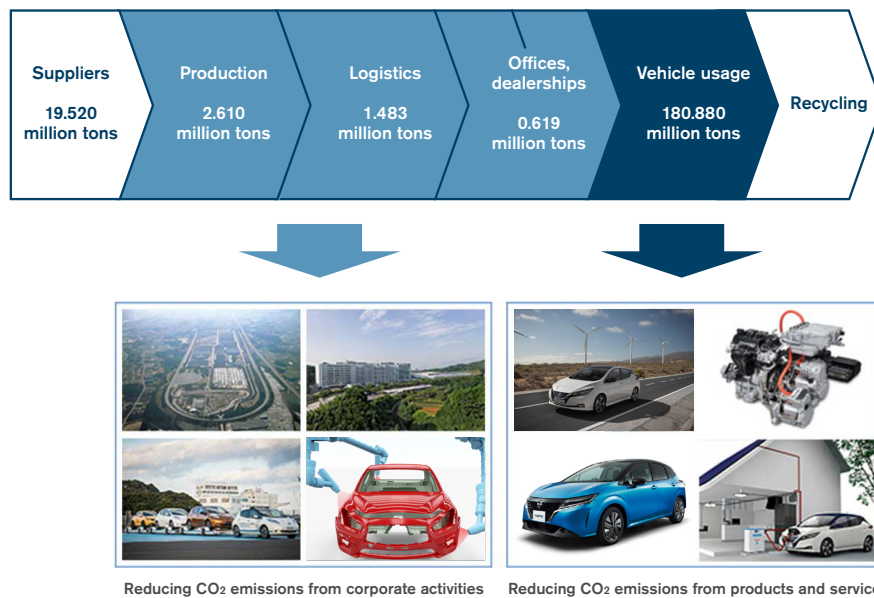 Suppliers
19.520
million tons
Production
2.610
million tons
Logistics
1.483
million tons
Offices,
dealerships
0.619
million tons
Vehicle usage
180.880
million tons
Recycling
Reducing CO₂ emissions from corporate activities
Reducing CO₂ emissions from products and service